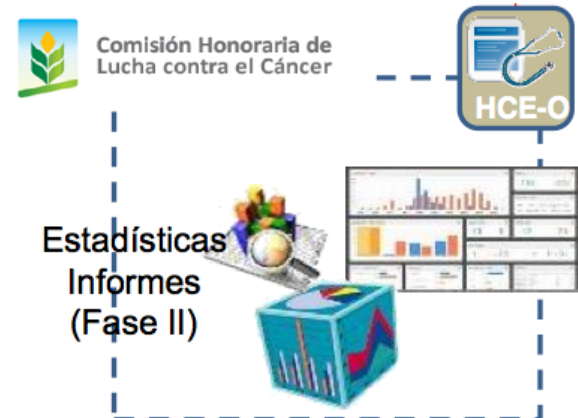 Comisión Honoraria de
Lucha contra el Cáncer
HCE-O
Estadísticas
Informes
(Fase II)